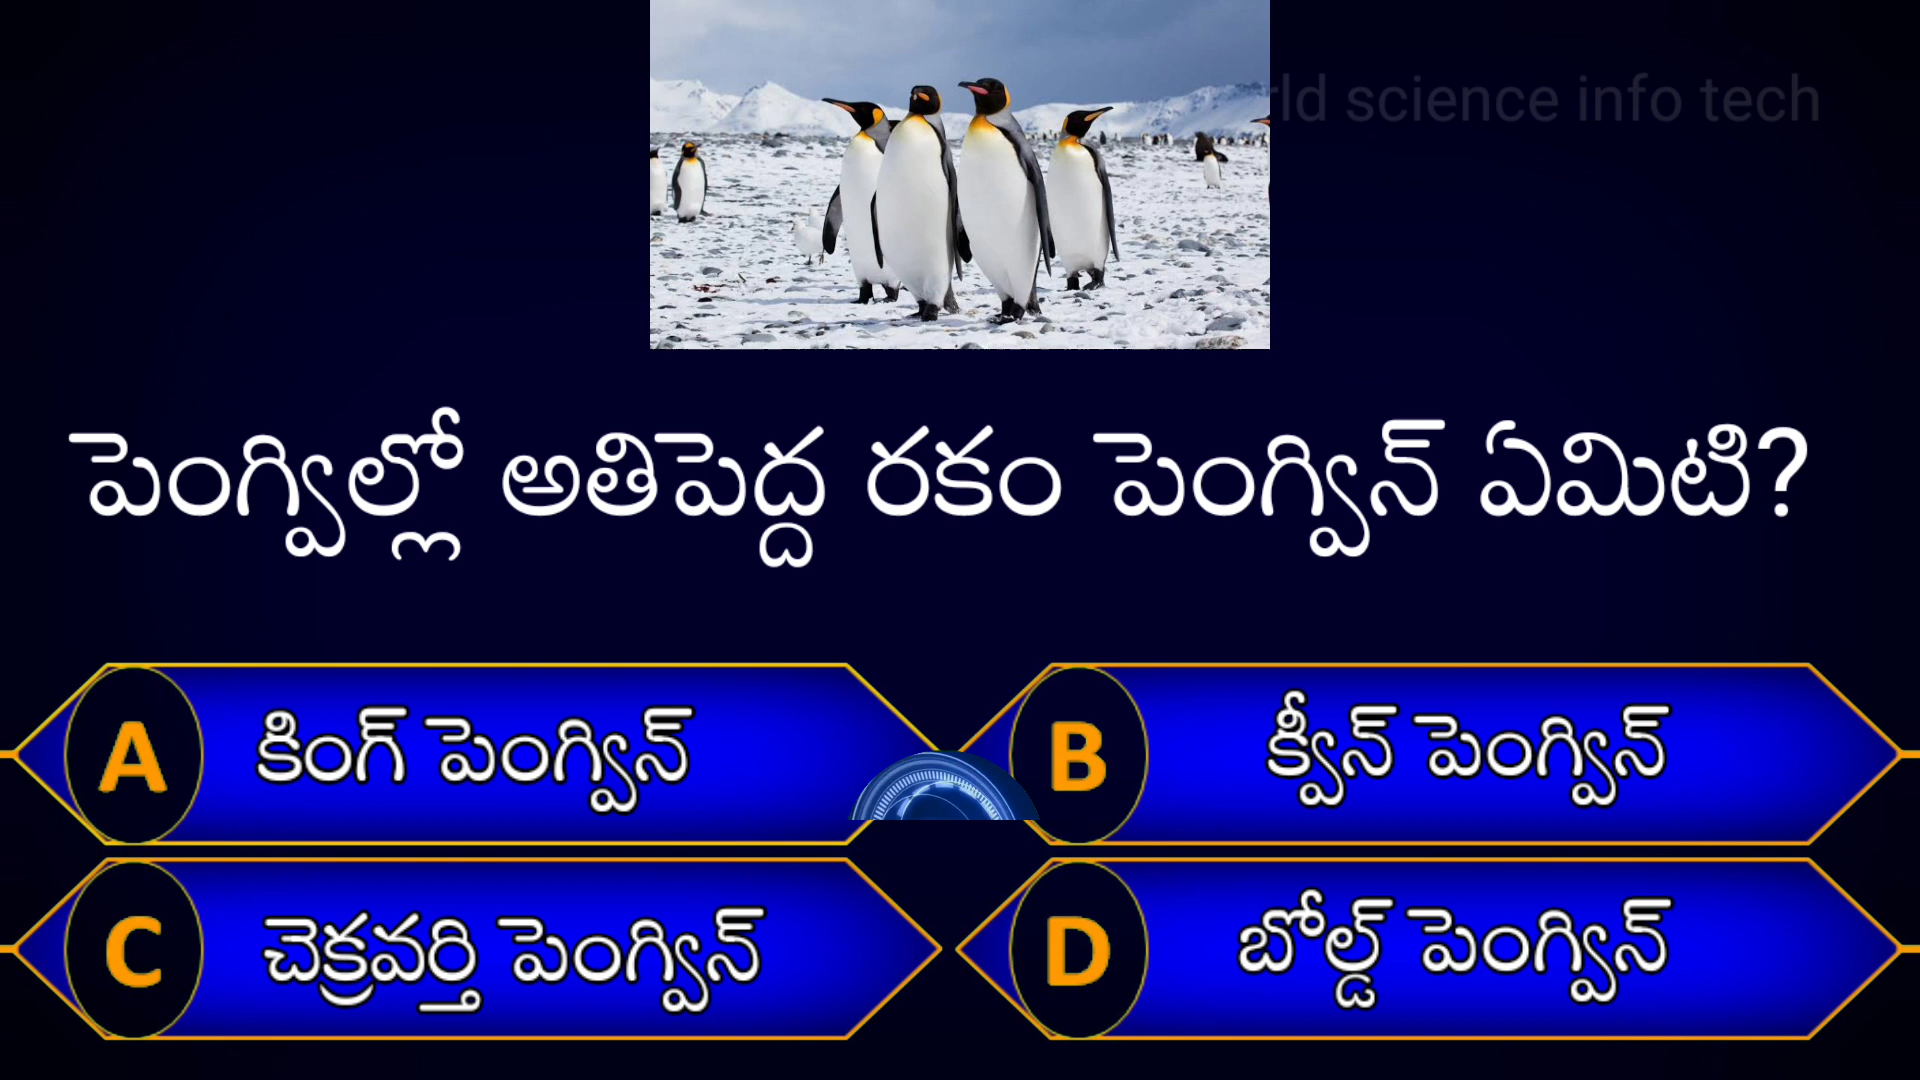 rld science info tech
పెంగ్విల్లో అతిపెద్ద రకం పెంగ్విన్ ఏమిటి?
A కింగ్ పెంగ్విన్
B క్వీన్ పెంగ్విన్
C చెక్రవర్తి పెంగ్విన్
D బోల్డ్ పెంగ్విన్